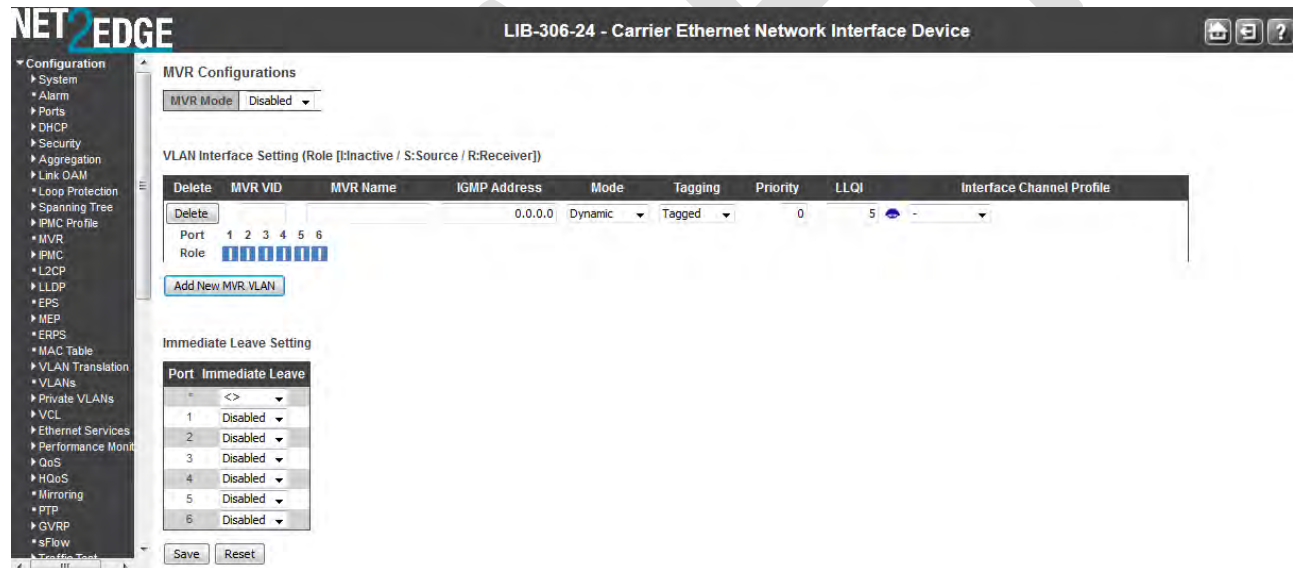 NET2EDGE
LIB-306-24 - Carrier Ethernet Network Interface Device
?
Configuration
System
Alarm
Ports
DHCP
Security
Aggregation
Link OAM
Loop Protection
Spanning Tree
IPMC Profile
MVR
IPMC
L2CP
LLDP
EPS
MEP
ERPS
MAC Table
VLAN Translation
VLANs
Private VLANs
VCL
Ethernet Services
Performance Monit
QoS
HQoS
Mirroring
PTP
GVRP
sFlow
Traffic Test
MVR Configurations
MVR Mode Disabled
VLAN Interface Setting (Role [I:Inactive / S:Source / R:Receiver])
Delete MVR VID MVR Name IGMP Address Mode Tagging Priority LLQI Interface Channel Profile
Delete 0.0.0.0 Dynamic Tagged 0 5 -
Port 1 2 3 4 5 6
Role I I I I I I
Add New MVR VLAN
Immediate Leave Setting
Port Immediate Leave
* <>
1 Disabled
2 Disabled
3 Disabled
4 Disabled
5 Disabled
6 Disabled
Save Reset